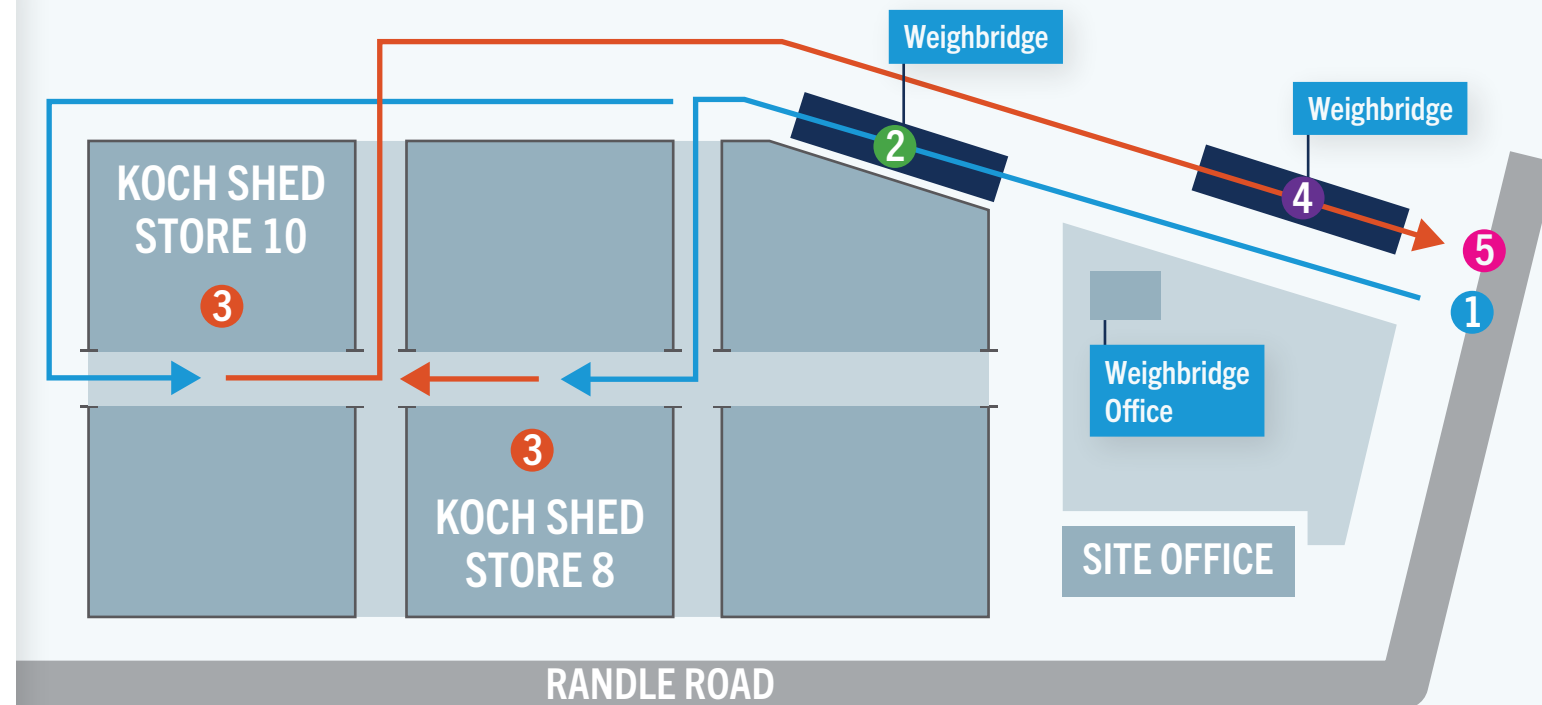 Weighbridge
Weighbridge
2
4
KOCH SHED
STORE 10
3
5
1
Weighbridge
Office
3
KOCH SHED
STORE 8
SITE OFFICE
RANDLE ROAD